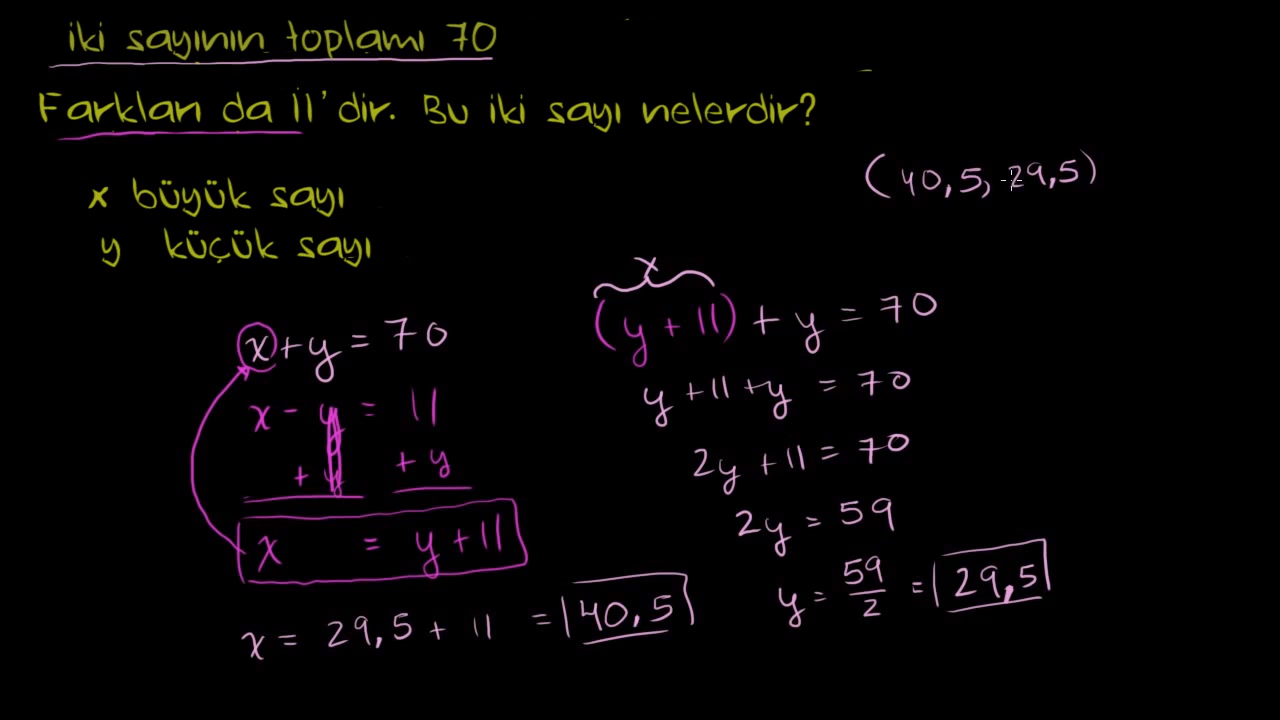 iki sayının toplamı 70
Farkları da 11'dir. Bu iki sayı nelerdir?
(40,5, 29,5)
x büyük sayı
y küçük sayı
x+y=70
x - y = 11
+ y + y
x = y+11
x = 29,5 + 11 = 40,5
x
(y+11) + y = 70
y +11 +y = 70
2y +11 = 70
2y = 59
y = 59/2 = 29,5